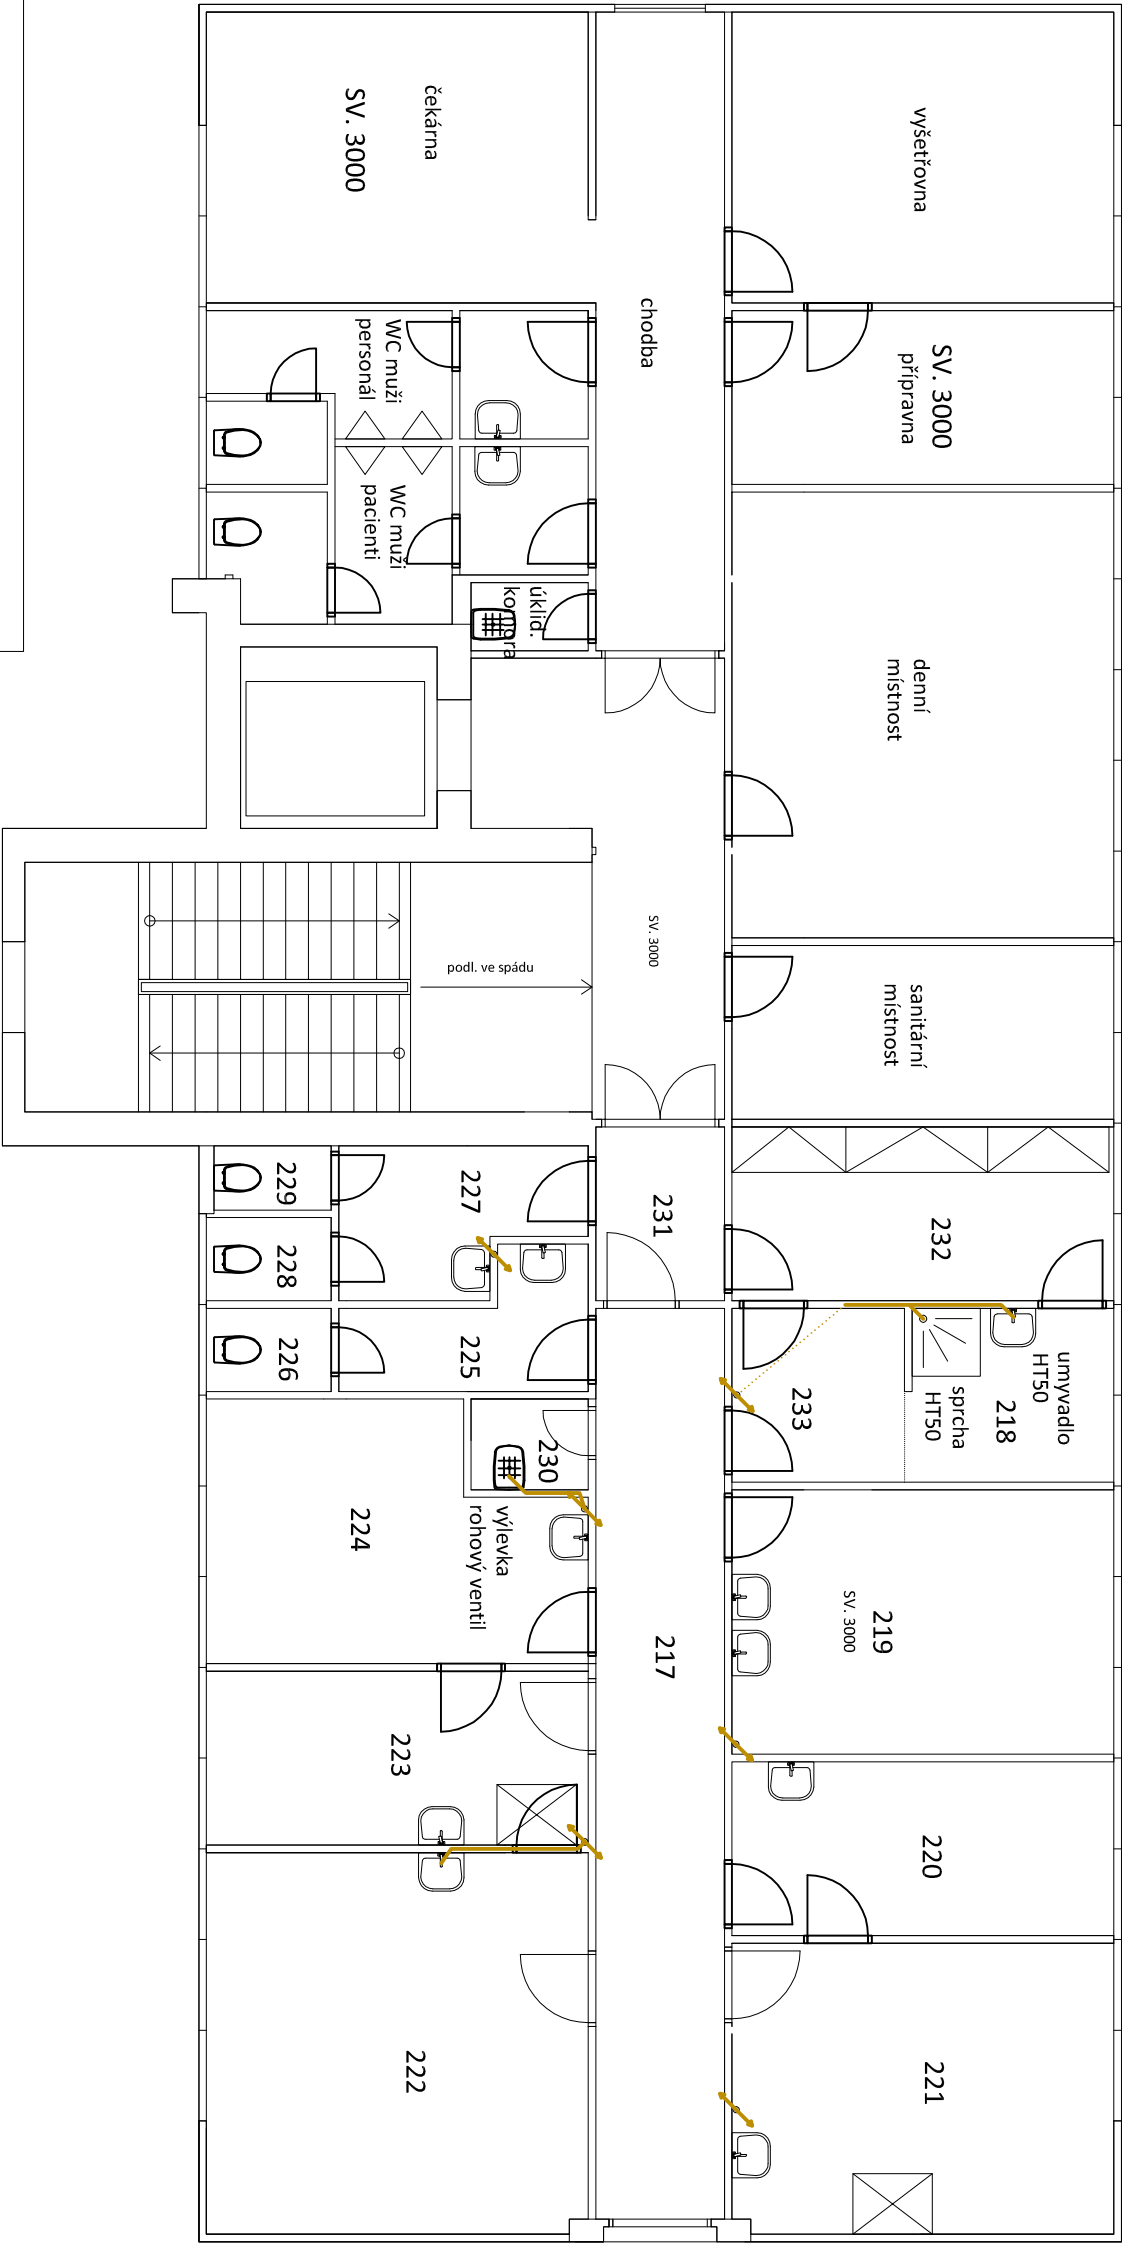 čekárna
SV. 3000
vyšetřovna
chodba
WC muži
personál
SV. 3000
přípravna
WC muži
pacienti
úklid.
komora
denní
místnost
SV. 3000
podl. ve spádu
sanitární
místnost
229
227
231
232
228
226
225
233
umyvadlo
HT50
218
sprcha
HT50
230
výlevka
rohový ventil
224
217
219
SV. 3000
223
220
222
221